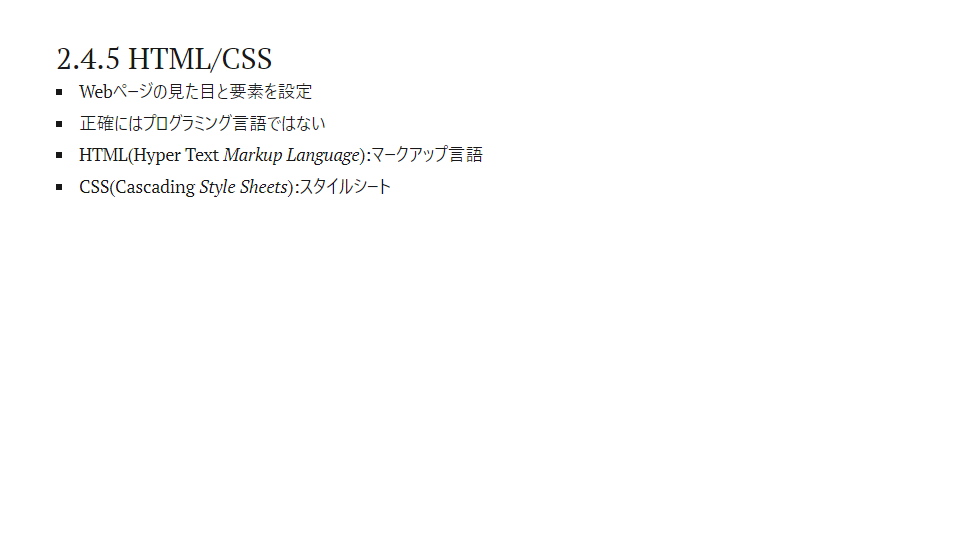 2.4.5 HTML/CSS
Webページの見た目と要素を設定
正確にはプログラミング言語ではない
HTML(Hyper Text Markup Language):マークアップ言語
CSS(Cascading Style Sheets):スタイルシート